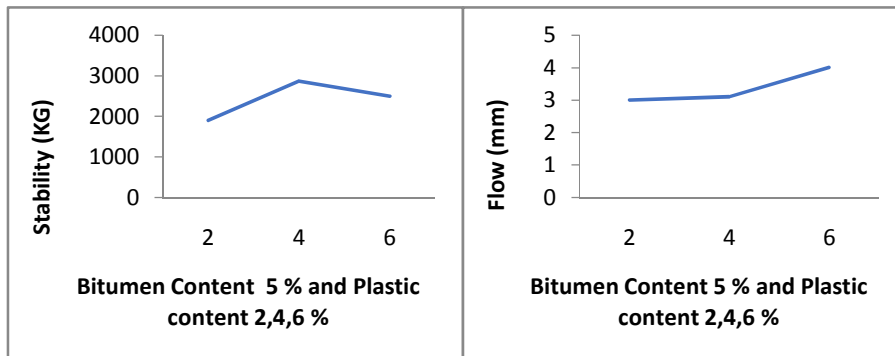 4000
3000
2000
1000
0
Stability (KG)
2 4 6
Bitumen Content 5 % and Plastic
content 2,4,6 %
5
4
3
2
1
0
Flow (mm)
2 4 6
Bitumen Content 5 % and Plastic
content 2,4,6 %